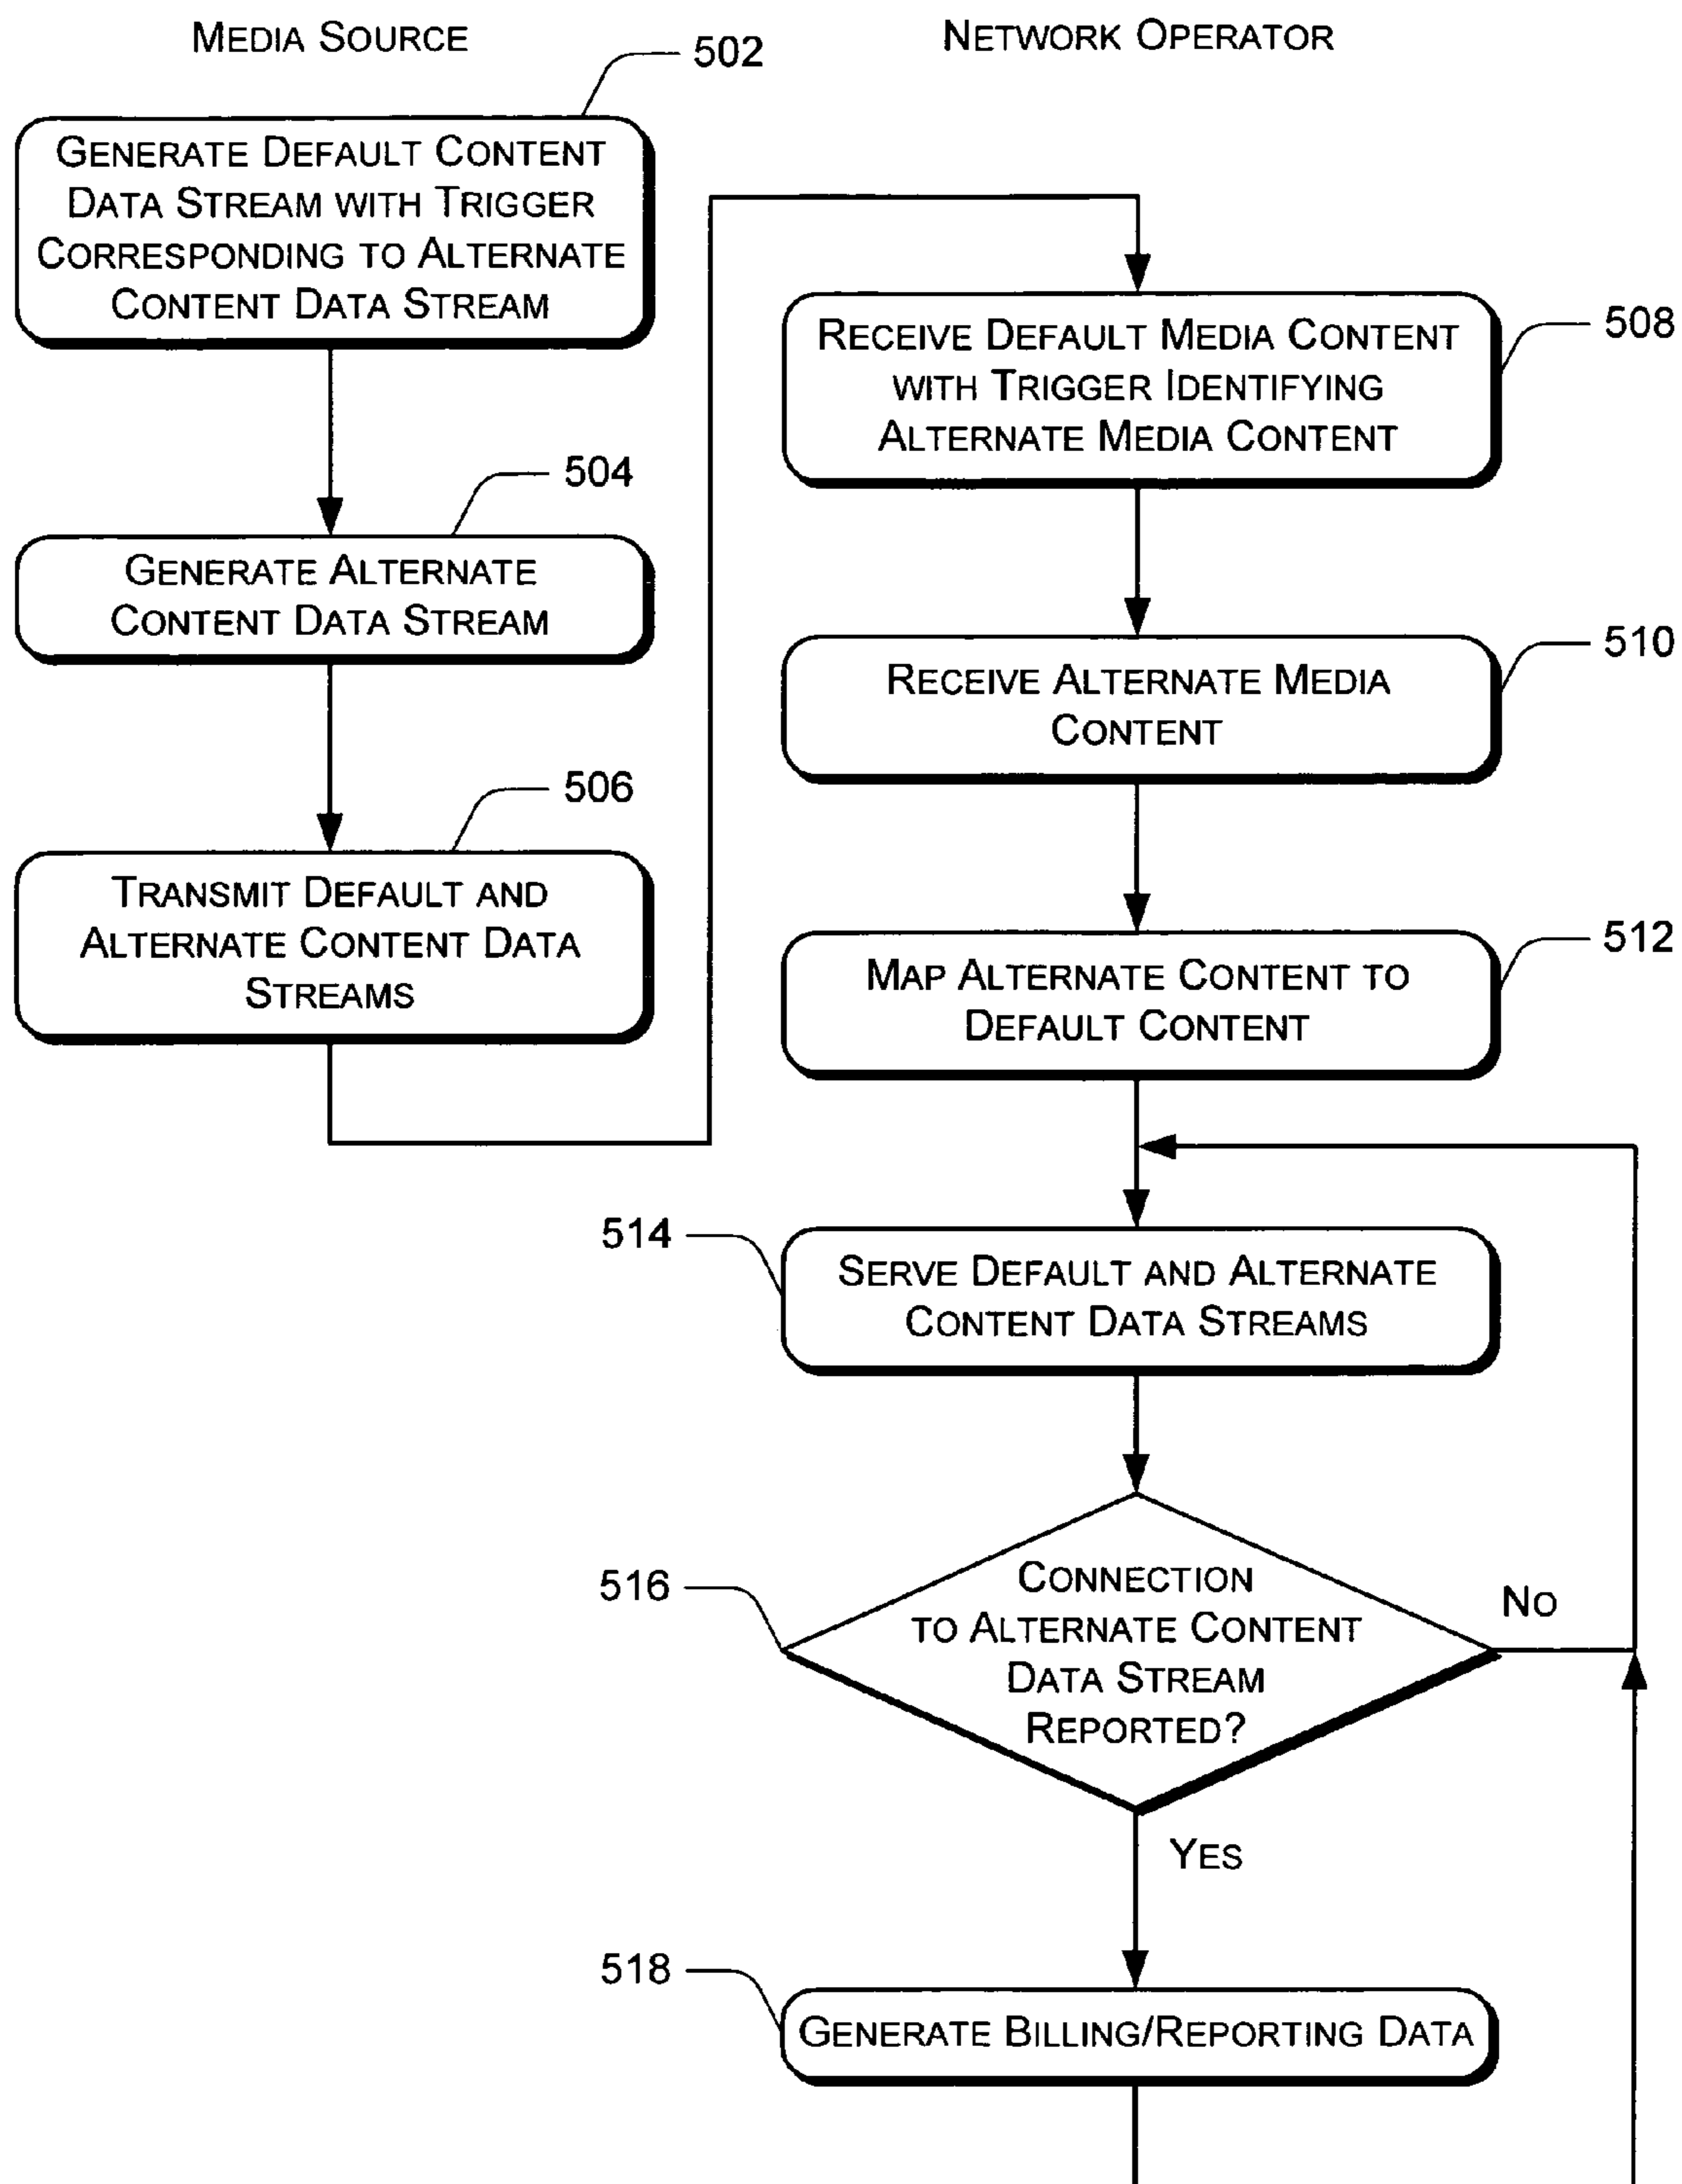 MEDIA SOURCE
502
GENERATE DEFAULT CONTENT
DATA STREAM WITH TRIGGER
CORRESPONDING TO ALTERNATE
CONTENT DATA STREAM
504
GENERATE ALTERNATE
CONTENT DATA STREAM
506
TRANSMIT DEFAULT AND
ALTERNATE CONTENT DATA
STREAMS
NETWORK OPERATOR
508
RECEIVE DEFAULT MEDIA CONTENT
WITH TRIGGER IDENTIFYING
ALTERNATE MEDIA CONTENT
510
RECEIVE ALTERNATE MEDIA
CONTENT
512
MAP ALTERNATE CONTENT TO
DEFAULT CONTENT
514
SERVE DEFAULT AND ALTERNATE
CONTENT DATA STREAMS
516
CONNECTION
TO ALTERNATE CONTENT
DATA STREAM
REPORTED?
NO
YES
518
GENERATE BILLING/REPORTING DATA